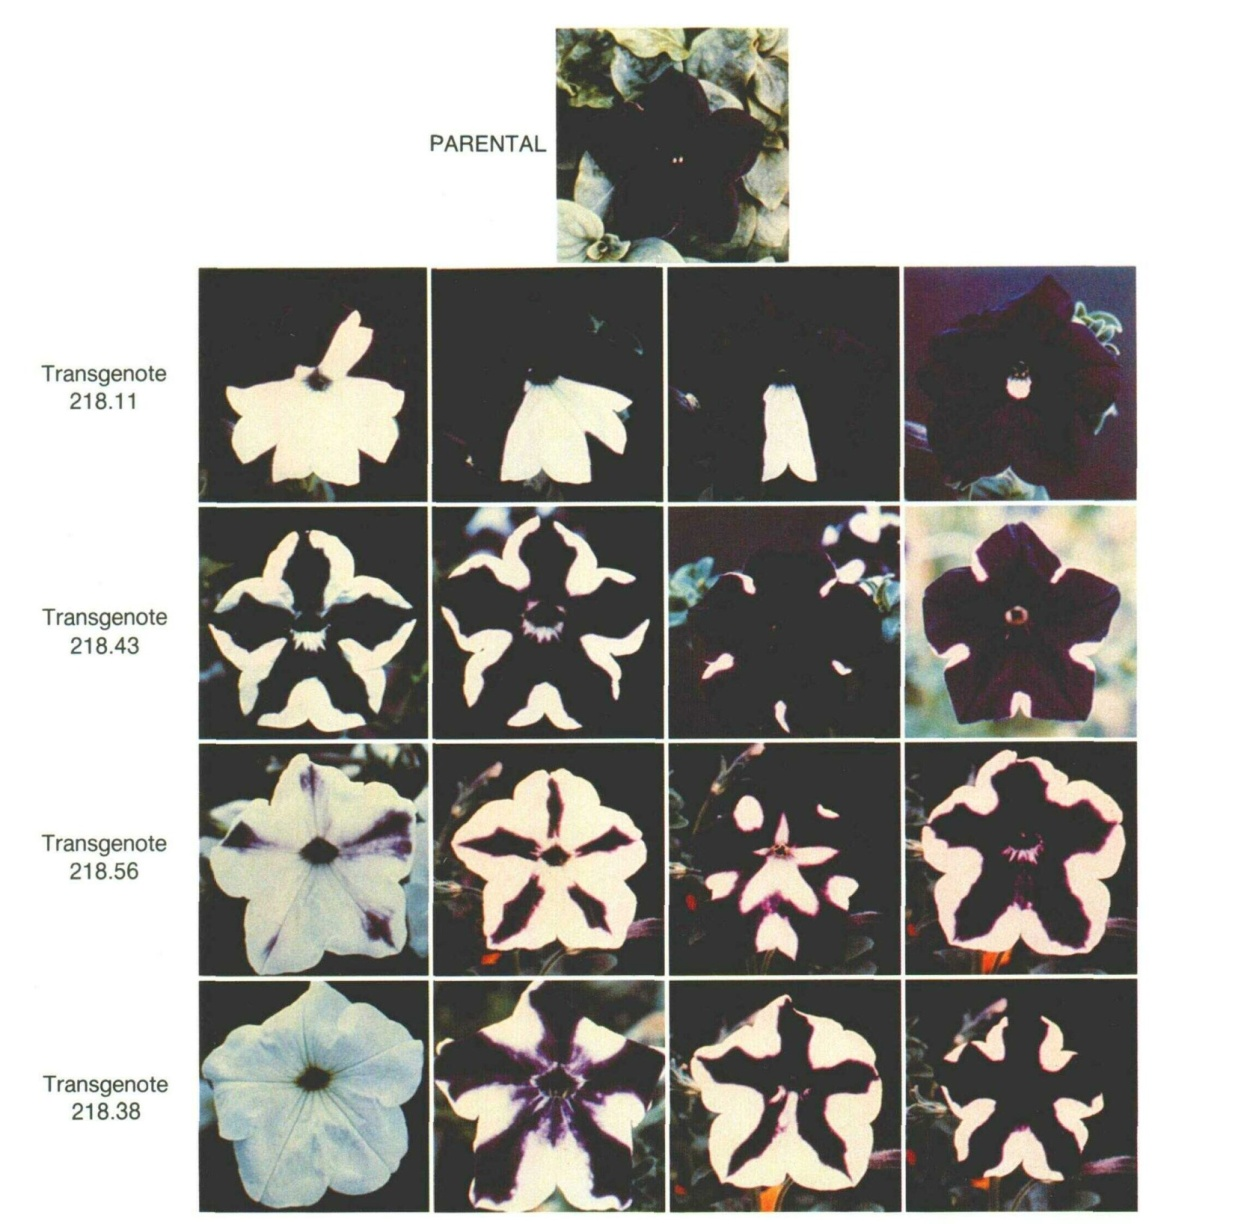 PARENTAL
Transgenote
218.11
Transgenote
218.43
Transgenote
218.56
Transgenote
218.38